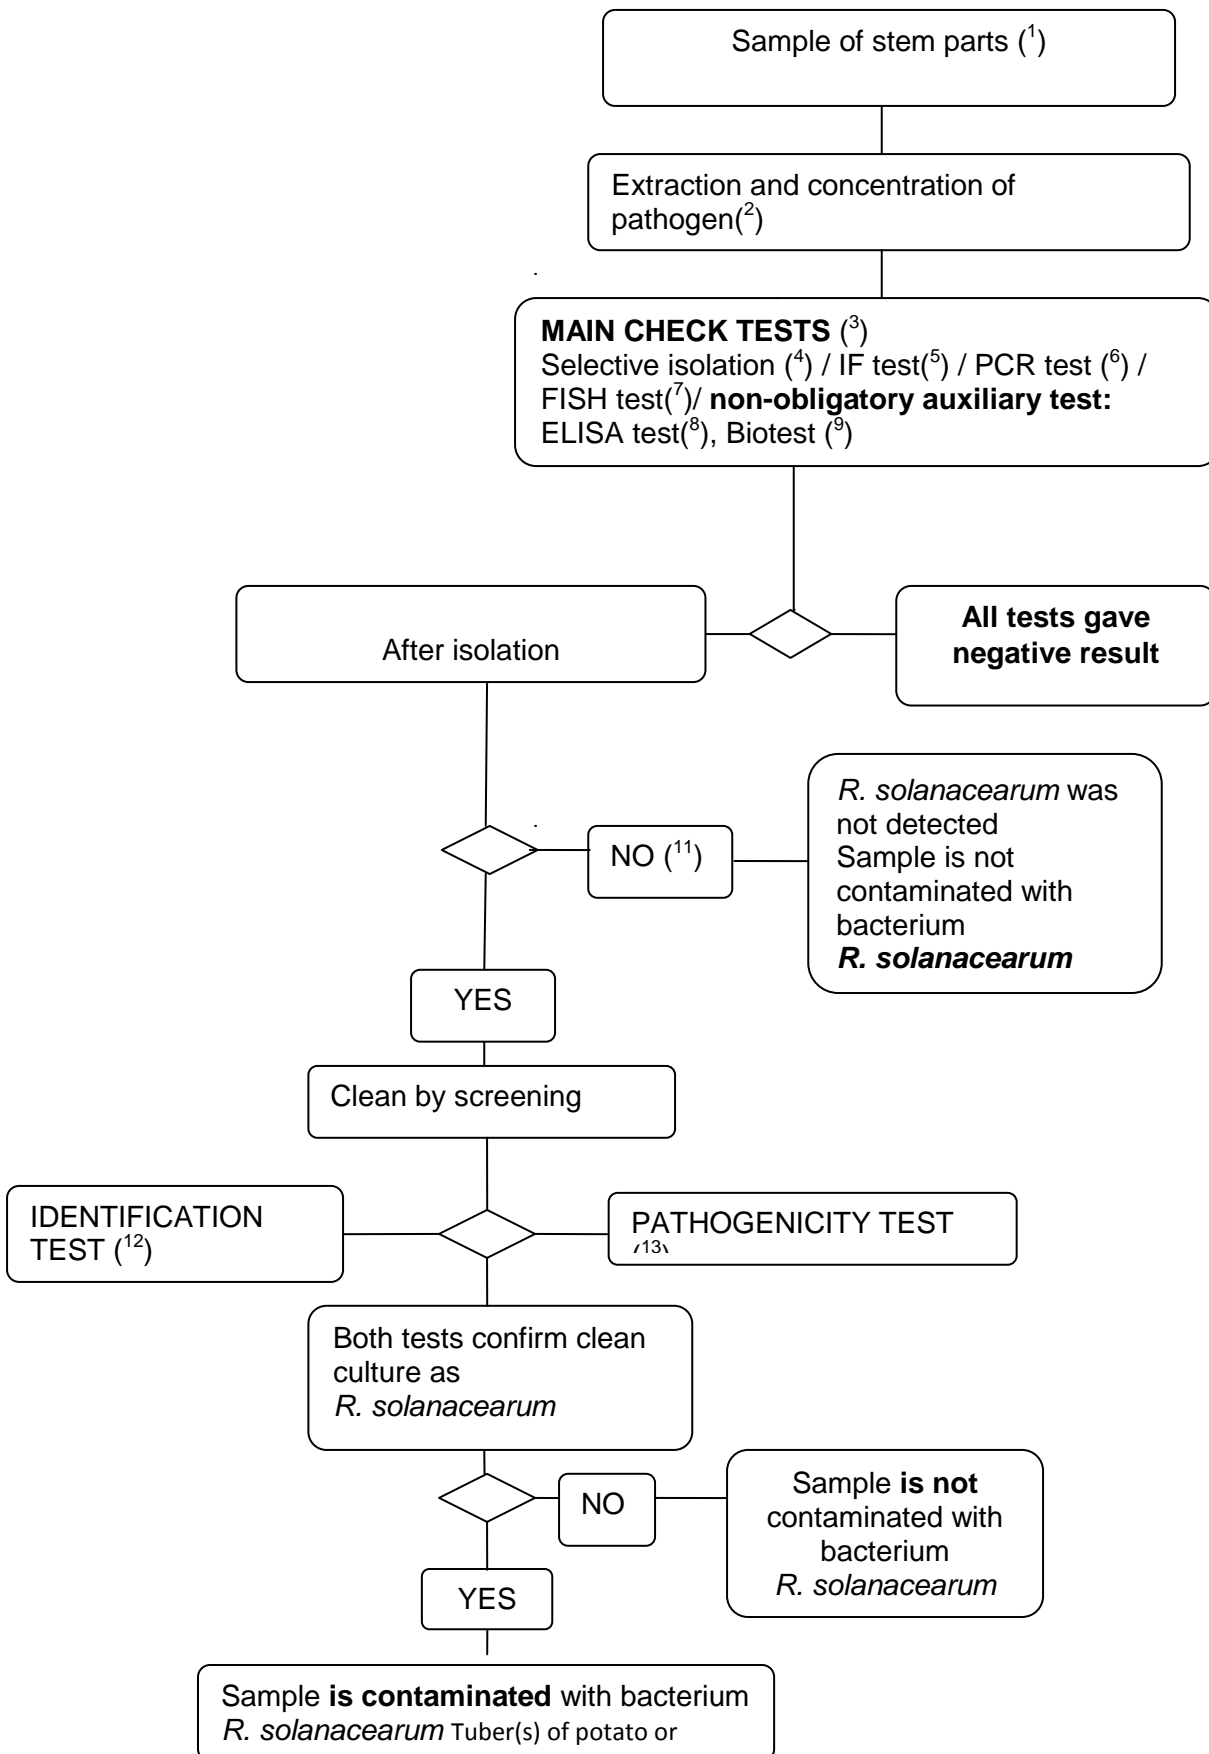 Sample of stem parts (1)
Extraction and concentration of
pathogen(2)
MAIN CHECK TESTS (3)
Selective isolation (4) / IF test(5) / PCR test (6) /
FISH test(7)/ non-obligatory auxiliary test:
ELISA test(8), Biotest (9)
After isolation
All tests gave
negative result
NO (11)
R. solanacearum was
not detected
Sample is not
contaminated with
bacterium
R. solanacearum
YES
Clean by screening
IDENTIFICATION
TEST (12)
PATHOGENICITY TEST
(13)
Both tests confirm clean
culture as
R. solanacearum
NO
Sample is not
contaminated with
bacterium
R. solanacearum
YES
Sample is contaminated with bacterium
R. solanacearum Tuber(s) of potato or